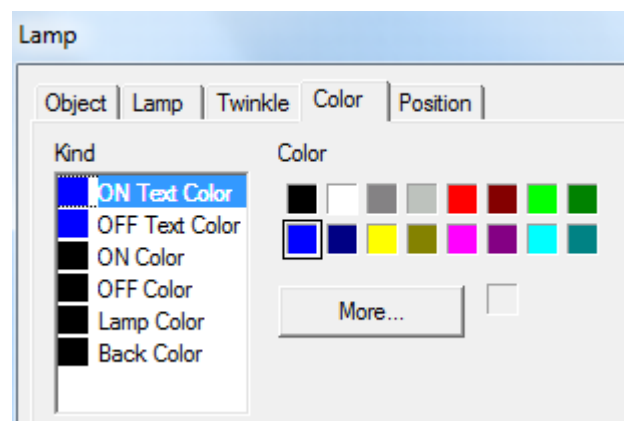 Lamp
Object Lamp Twinkle Color Position
Kind Color
ON Text Color
OFF Text Color
ON Color
OFF Color
Lamp Color
Back Color
More...